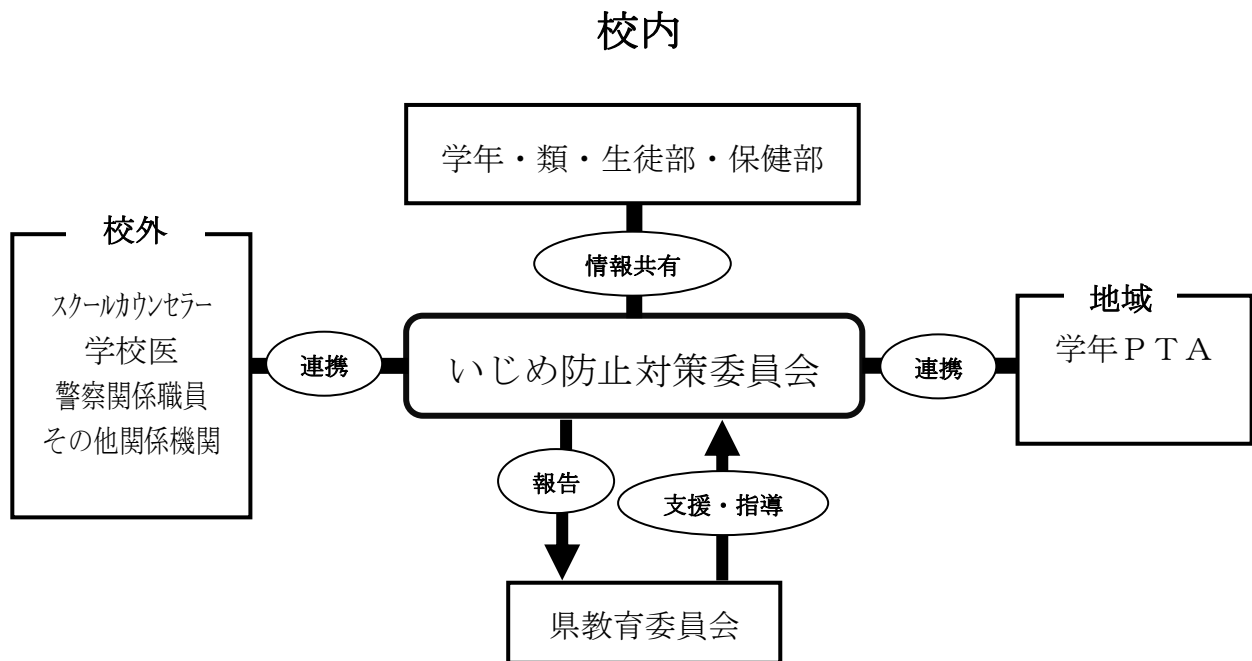 校内
学年・類・生徒部・保健部
校外
スクールカウンセラー
学校医
警察関係職員
その他関係機関
情報共有
連携
いじめ防止対策委員会
連携
地域
学年ＰＴＡ
報告
支援・指導
県教育委員会